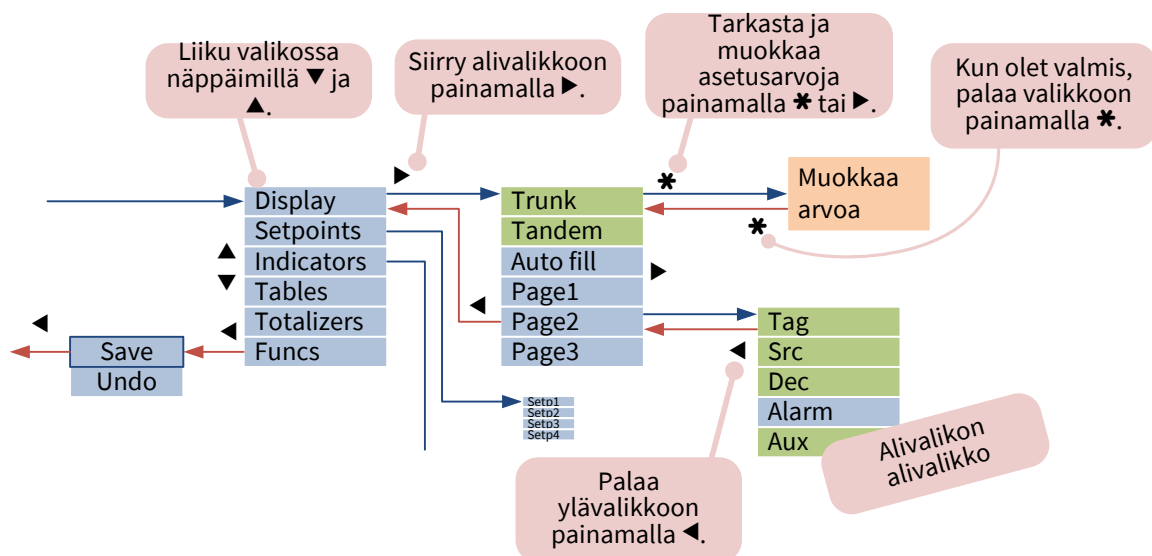 Liiku valikossa
näppäimillä ▼ ja
▲.
Siirry alivalikkoon
painamalla ▶.
Tarkasta ja
muokkaa
asetusarvoja
painamalla * tai ▶.
Kun olet valmis,
palaa valikkoon
painamalla *.
Display
Setpoints
Indicators
Tables
Totalizers
Funcs
Save
Undo
Trunk
Tandem
Auto fill
Page1
Page2
Page3
Muokkaa
arvoa
Tag
Src
Dec
Alarm
Aux
Setp1
Setp2
Setp3
Setp4
Alivalikon
alivalikko
Palaa
ylävalikkoon
painamalla ◀.